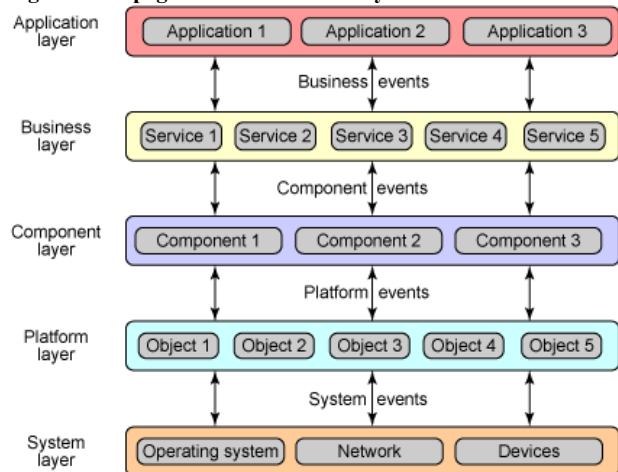 Application
layer
Application 1 Application 2 Application 3
Business events
Business
layer
Service 1 Service 2 Service 3 Service 4 Service 5
Component events
Component
layer
Component 1 Component 2 Component 3
Platform events
Platform
layer
Object 1 Object 2 Object 3 Object 4 Object 5
System events
System
layer
Operating system Network Devices